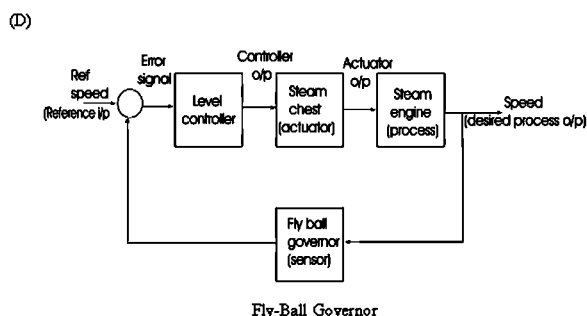 (D)
Ref
speed
(Reference i/p
Error
signal
Level
controller
Controller
o/p
Steam
chest
(actuator)
Actuator
o/p
Steam
engine
(process)
Speed
(desired process o/p)
Fly ball
governor
(sensor)
Fly-Ball Governor